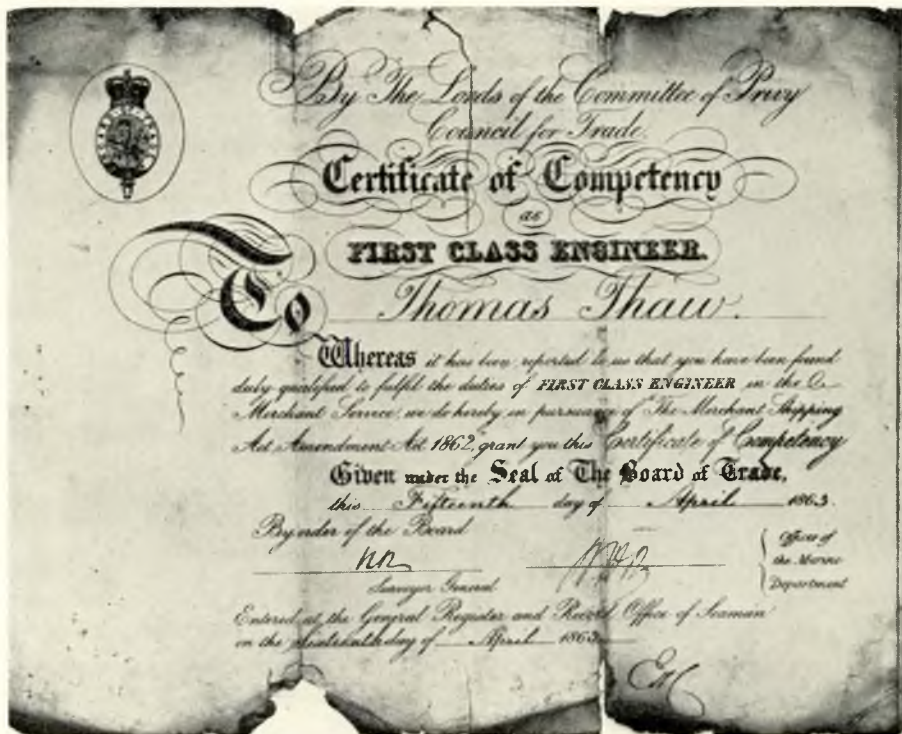 By The Lords of the Committee of Privy
Council for Trade.
Certificate of Competency
as
FIRST CLASS ENGINEER.
To Thomas Thaw.
Whereas it has been reported to us that you have been found
duly qualified to fulfil the duties of FIRST CLASS ENGINEER in the
Merchant Service, we do hereby in pursuance of The Merchant Shipping
Act Amendment Act 1862, grant you this Certificate of Competency
Given under the Seal of The Board of Trade,
this Fifteenth day of April 1863.
By order of the Board
Surveyor General
Officer of
the Marine
Department
Entered at the General Register and Record Office of Seamen
on the day of April 1863